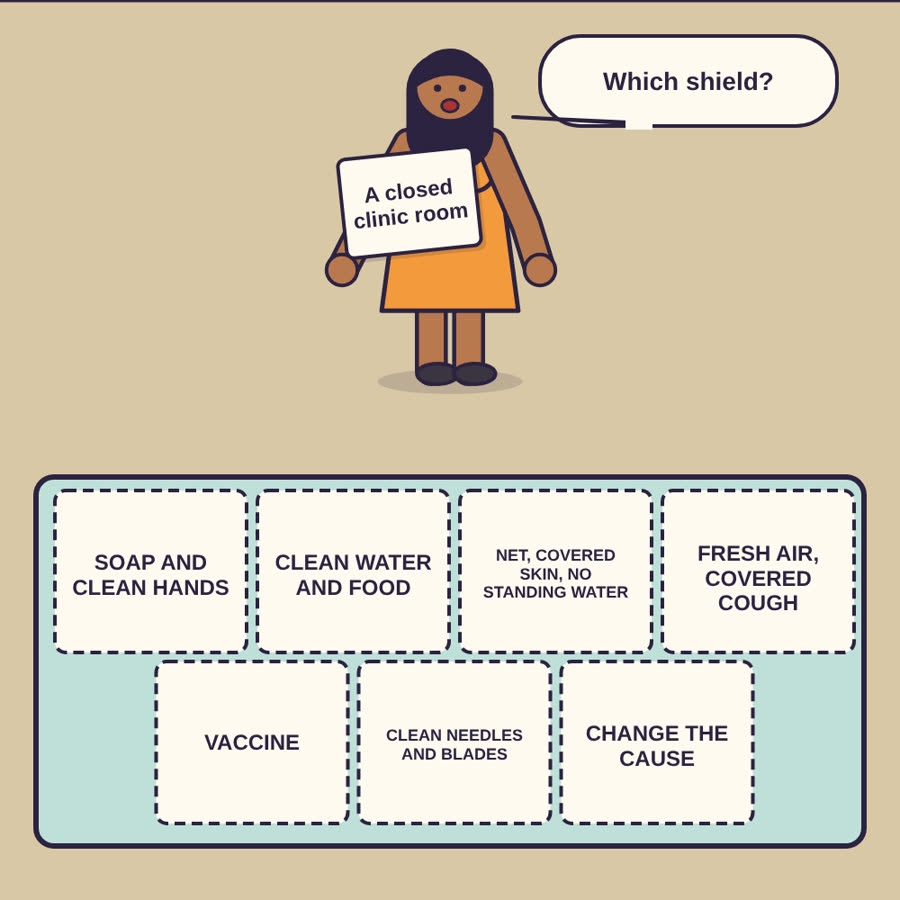 Which shield?
A closed
clinic room
SOAP AND
CLEAN HANDS
CLEAN WATER
AND FOOD
NET, COVERED
SKIN, NO
STANDING WATER
FRESH AIR,
COVERED
COUGH
VACCINE
CLEAN NEEDLES
AND BLADES
CHANGE THE
CAUSE